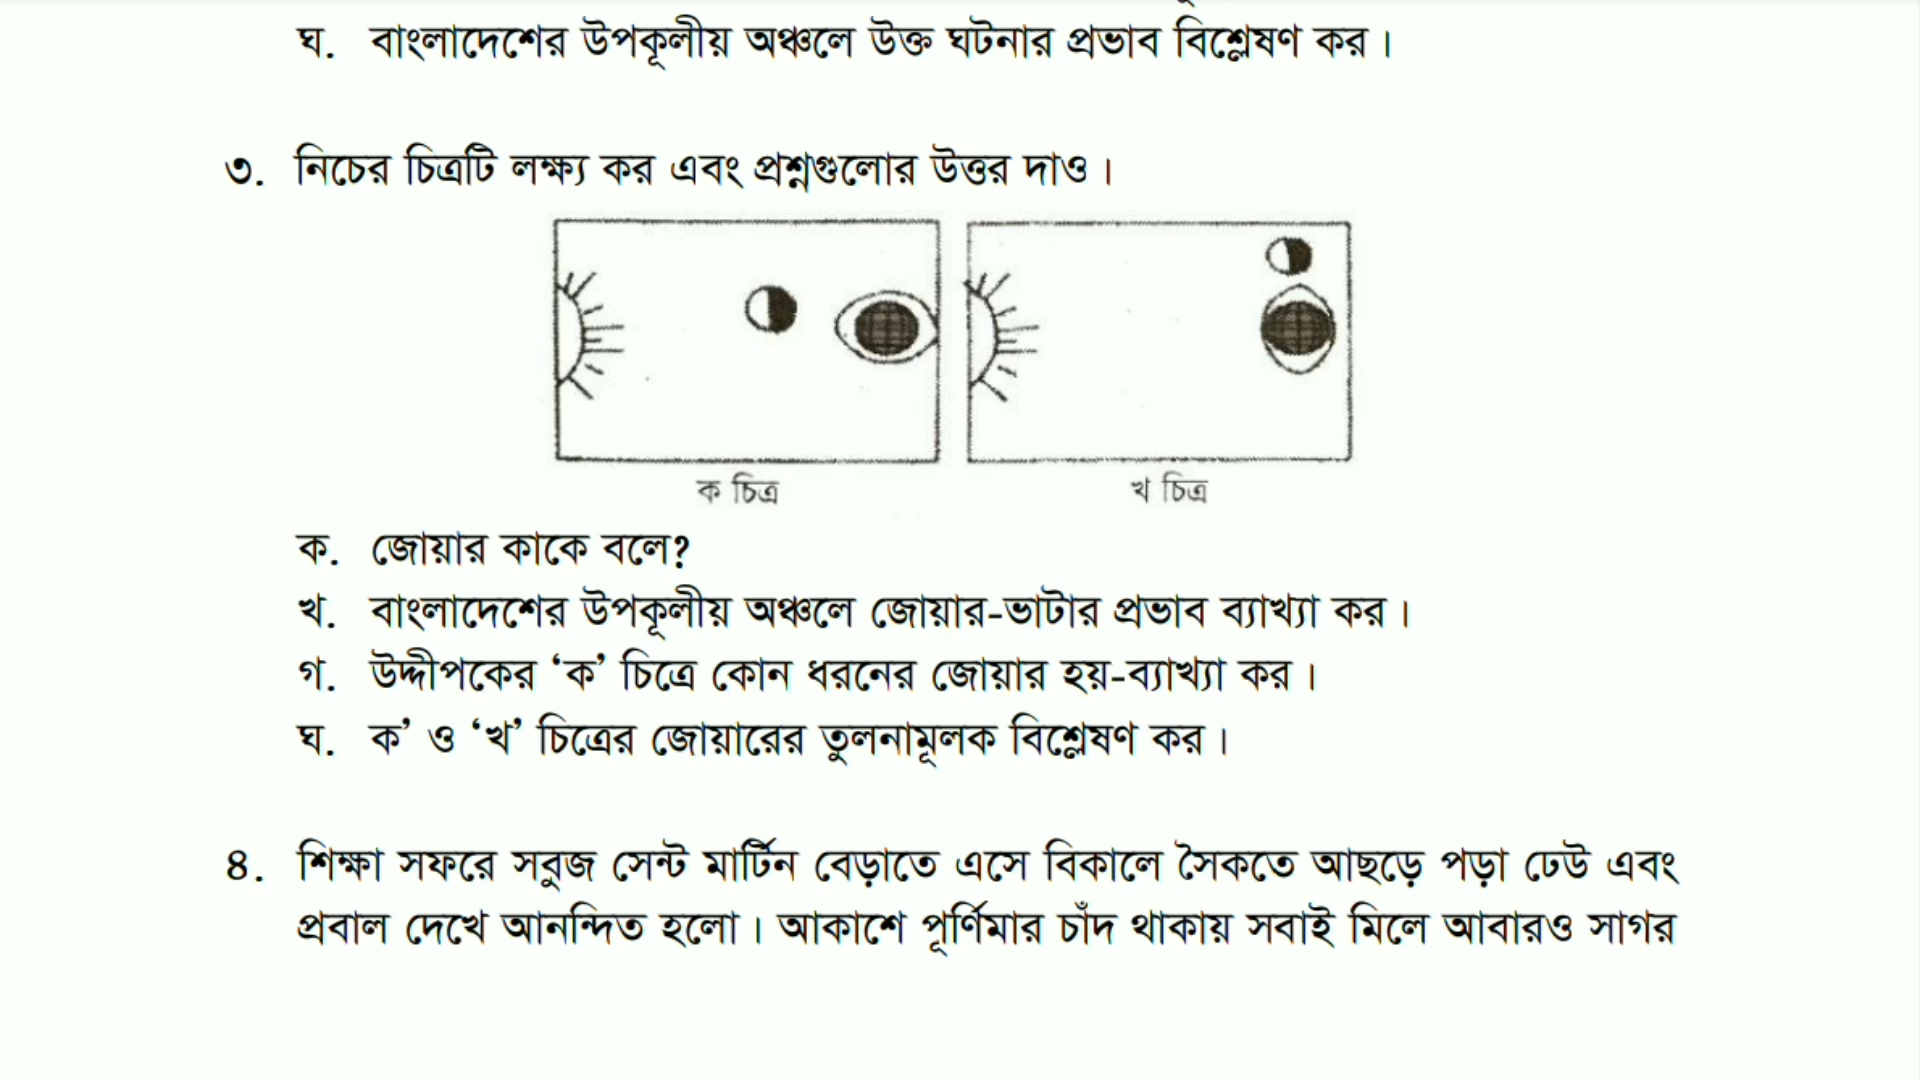 ঘ. বাংলাদেশের উপকূলীয় অঞ্চলে উক্ত ঘটনার প্রভাব বিশ্লেষণ কর।
৩. নিচের চিত্রটি লক্ষ্য কর এবং প্রশ্নগুলোর উত্তর দাও।
ক চিত্র
খ চিত্র
ক. জোয়ার কাকে বলে?
খ. বাংলাদেশের উপকূলীয় অঞ্চলে জোয়ার-ভাটার প্রভাব ব্যাখ্যা কর।
গ. উদ্দীপকের ‘ক’ চিত্রে কোন ধরনের জোয়ার হয়-ব্যাখ্যা কর।
ঘ. ক’ ও ‘খ’ চিত্রের জোয়ারের তুলনামূলক বিশ্লেষণ কর।
৪. শিক্ষা সফরে সবুজ সেন্ট মার্টিন বেড়াতে এসে বিকালে সৈকতে আছড়ে পড়া ঢেউ এবং
প্রবাল দেখে আনন্দিত হলো। আকাশে পূর্ণিমার চাঁদ থাকায় সবাই মিলে আবারও সাগর